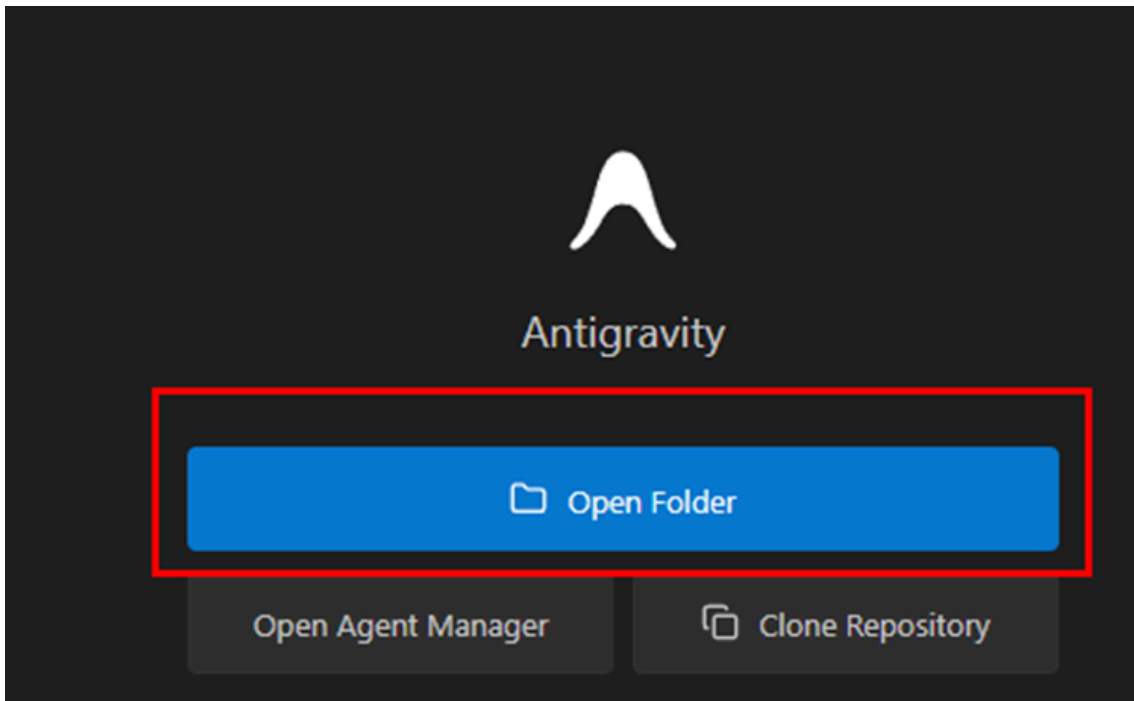 Antigravity
Open Folder
Open Agent Manager
Clone Repository